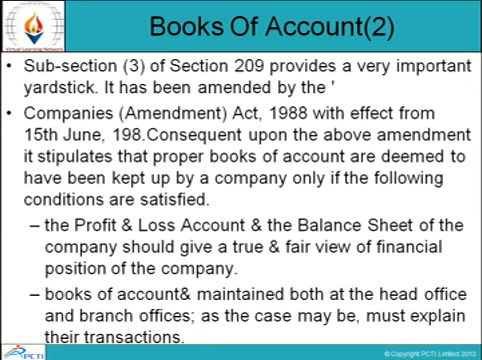 Books Of Account(2)
Virtual Learning Network
• Sub-section (3) of Section 209 provides a very important
yardstick. It has been amended by the '
• Companies (Amendment) Act, 1988 with effect from
15th June, 198.Consequent upon the above amendment
it stipulates that proper books of account are deemed to
have been kept up by a company only if the following
conditions are satisfied.
– the Profit & Loss Account & the Balance Sheet of the
company should give a true & fair view of financial
position of the company.
– books of account& maintained both at the head office
and branch offices; as the case may be, must explain
their transactions.
PCTI
© Copyright PCTI Limited 2012